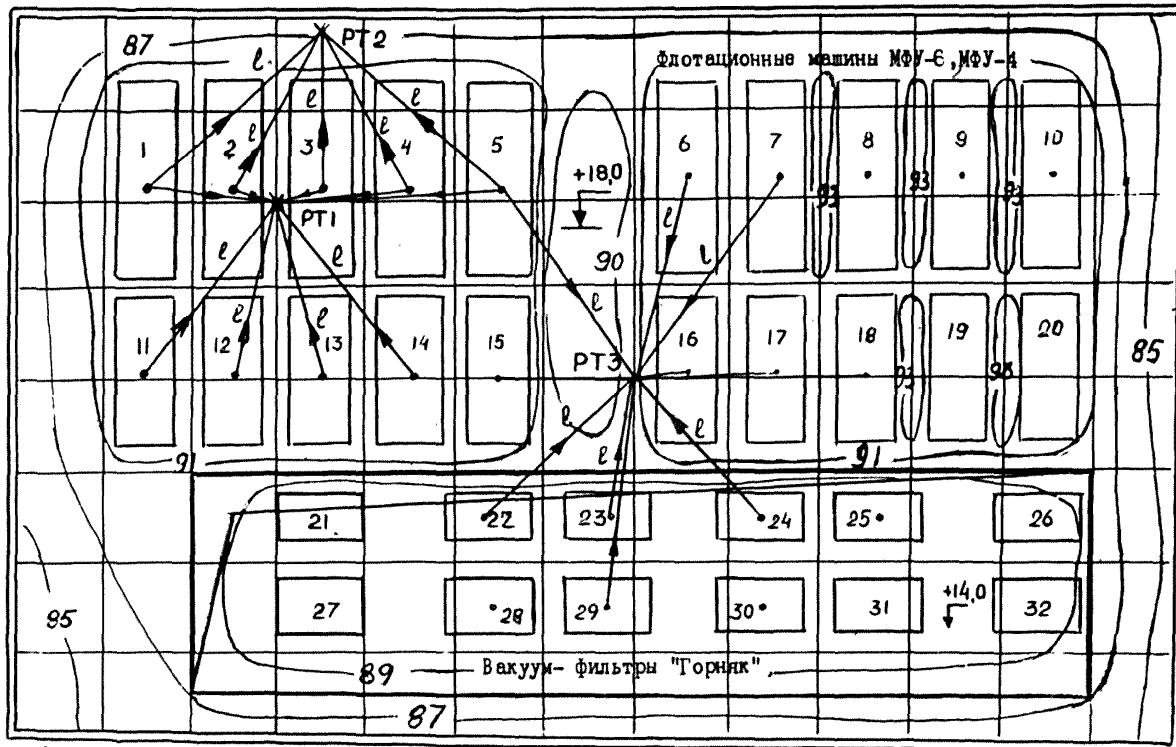 87
РТ2
Флотационные машины МФУ-6, МФУ-4
l
l
l
l
l
l
1
2
3
4
5
6
7
8
9
10
+18,0
93
93
93
РТ1
l
l
90
l
l
l
l
l
11
12
13
14
15
РТ3
16
17
18
19
20
85
93
93
l
l
l
91
91
21
22
23
24
25
26
27
28
29
30
31
32
+14,0
85
89
Вакуум- фильтры "Горняк",
87